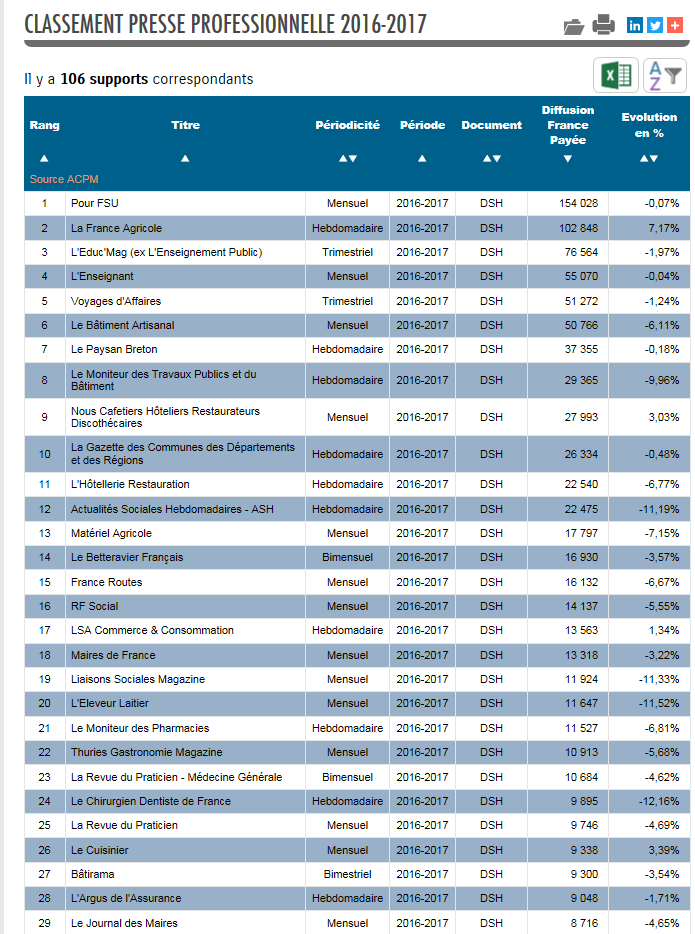 CLASSEMENT PRESSE PROFESSIONNELLE 2016-2017
in
Il y a 106 supports correspondants
X
A
Z
Rang Titre Périodicité Période Document Diffusion France Payée Evolution en %
Source ACPM
1 Pour FSU Mensuel 2016-2017 DSH 154 028 -0,07%
2 La France Agricole Hebdomadaire 2016-2017 DSH 102 848 7,17%
3 L'Educ'Mag (ex L'Enseignement Public) Trimestriel 2016-2017 DSH 76 564 -1,97%
4 L'Enseignant Mensuel 2016-2017 DSH 55 070 -0,04%
5 Voyages d'Affaires Trimestriel 2016-2017 DSH 51 272 -1,24%
6 Le Bâtiment Artisanal Mensuel 2016-2017 DSH 50 766 -6,11%
7 Le Paysan Breton Hebdomadaire 2016-2017 DSH 37 355 -0,18%
8 Le Moniteur des Travaux Publics et du Bâtiment Hebdomadaire 2016-2017 DSH 29 365 -9,96%
9 Nous Cafetiers Hôteliers Restaurateurs Discothécaires Mensuel 2016-2017 DSH 27 993 3,03%
10 La Gazette des Communes des Départements et des Régions Hebdomadaire 2016-2017 DSH 26 334 -0,48%
11 L'Hôtellerie Restauration Hebdomadaire 2016-2017 DSH 22 540 -6,77%
12 Actualités Sociales Hebdomadaires - ASH Hebdomadaire 2016-2017 DSH 22 475 -11,19%
13 Matériel Agricole Mensuel 2016-2017 DSH 17 797 -7,15%
14 Le Betteravier Français Bimensuel 2016-2017 DSH 16 930 -3,57%
15 France Routes Mensuel 2016-2017 DSH 16 132 -6,67%
16 RF Social Mensuel 2016-2017 DSH 14 137 -5,55%
17 LSA Commerce & Consommation Hebdomadaire 2016-2017 DSH 13 563 1,34%
18 Maires de France Mensuel 2016-2017 DSH 13 318 -3,22%
19 Liaisons Sociales Magazine Mensuel 2016-2017 DSH 11 924 -11,33%
20 L'Eleveur Laitier Mensuel 2016-2017 DSH 11 647 -11,52%
21 Le Moniteur des Pharmacies Hebdomadaire 2016-2017 DSH 11 527 -6,81%
22 Thuries Gastronomie Magazine Mensuel 2016-2017 DSH 10 913 -5,68%
23 La Revue du Praticien - Médecine Générale Bimensuel 2016-2017 DSH 10 684 -4,62%
24 Le Chirurgien Dentiste de France Hebdomadaire 2016-2017 DSH 9 895 -12,16%
25 La Revue du Praticien Mensuel 2016-2017 DSH 9 746 -4,69%
26 Le Cuisinier Mensuel 2016-2017 DSH 9 338 3,39%
27 Bâtirama Bimestriel 2016-2017 DSH 9 300 -3,54%
28 L'Argus de l'Assurance Hebdomadaire 2016-2017 DSH 9 048 -1,71%
29 Le Journal des Maires Mensuel 2016-2017 DSH 8 716 -4,65%